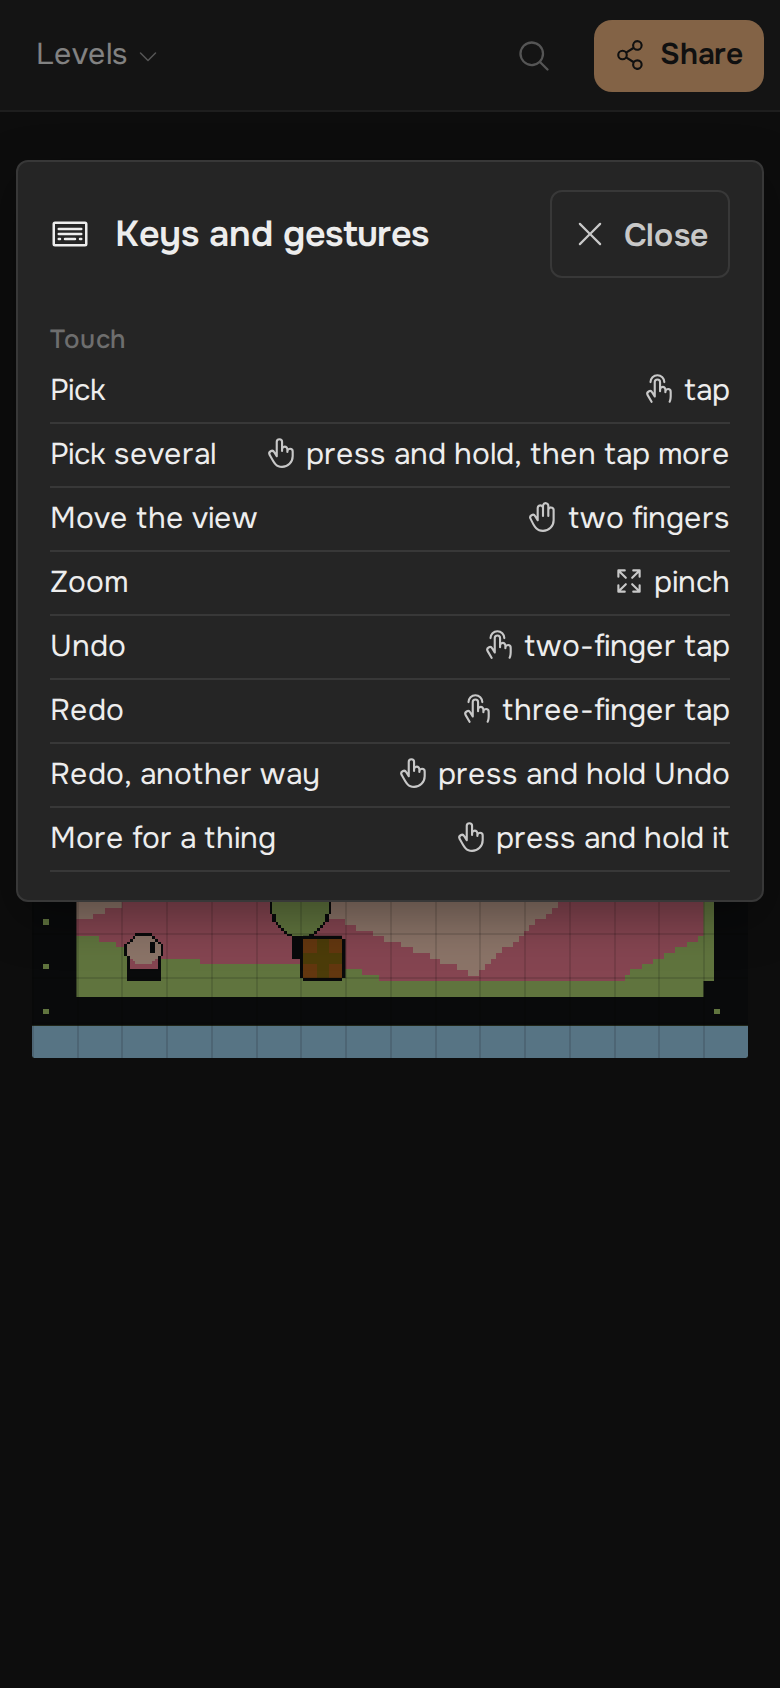 Levels
Share
Keys and gestures
Close
Touch
Pick tap
Pick several press and hold, then tap more
Move the view two fingers
Zoom pinch
Undo two-finger tap
Redo three-finger tap
Redo, another way press and hold Undo
More for a thing press and hold it